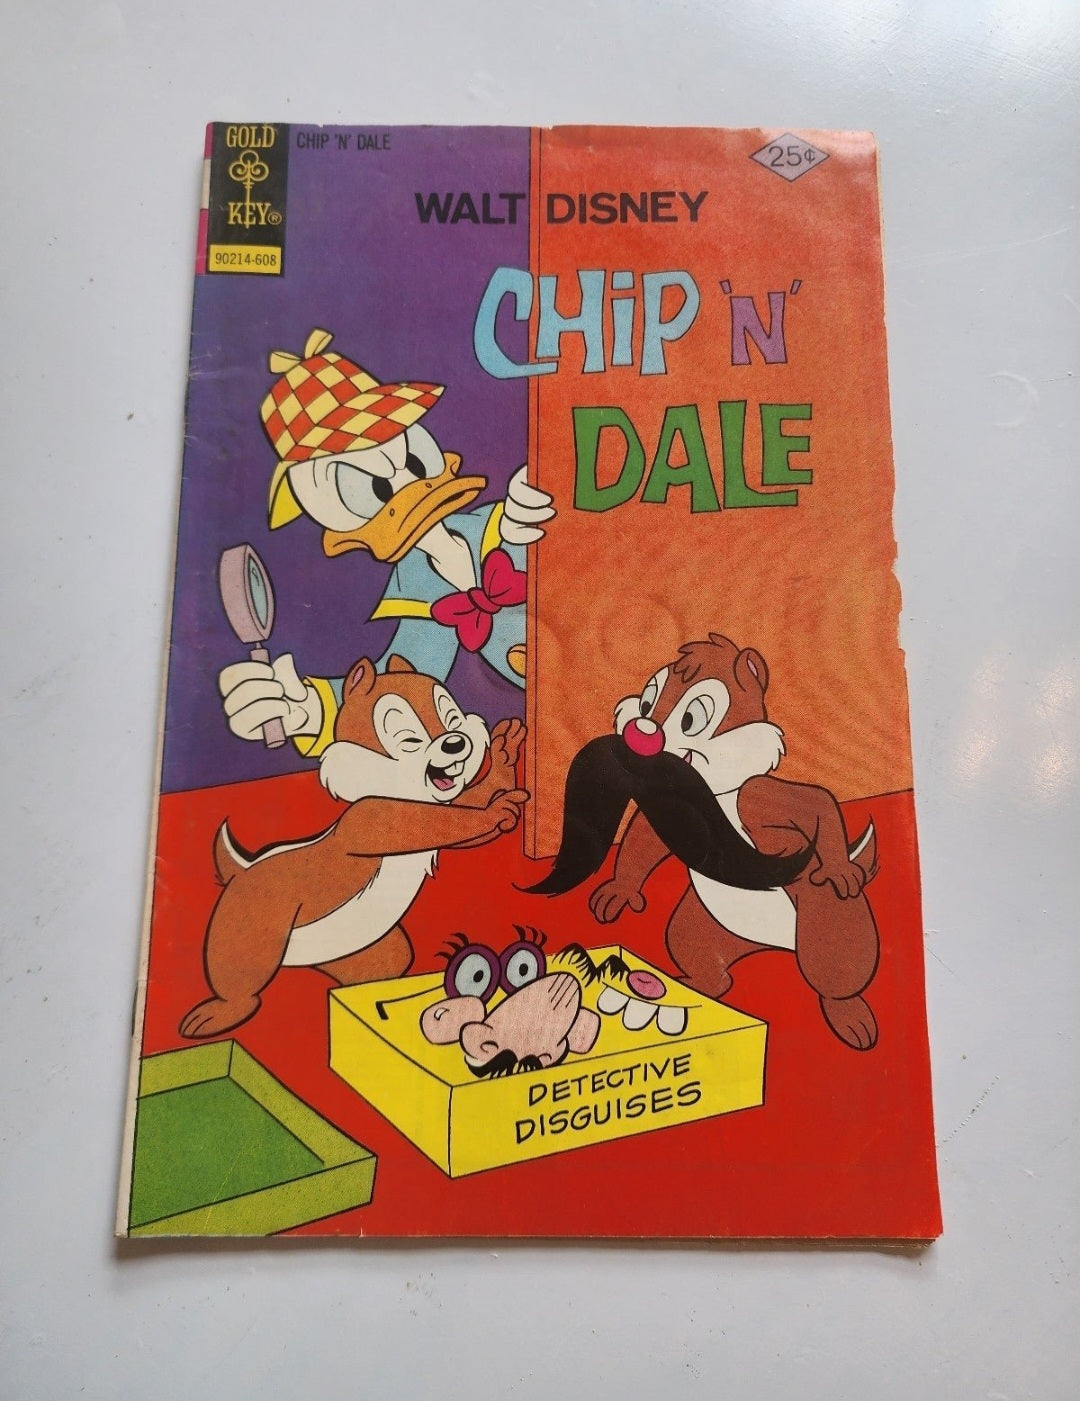 GOLD
KEY®
CHIP 'N' DALE
25¢
90214-608
WALT DISNEY
CHiP 'N'
DALE
DETECTIVE
DISGUISES